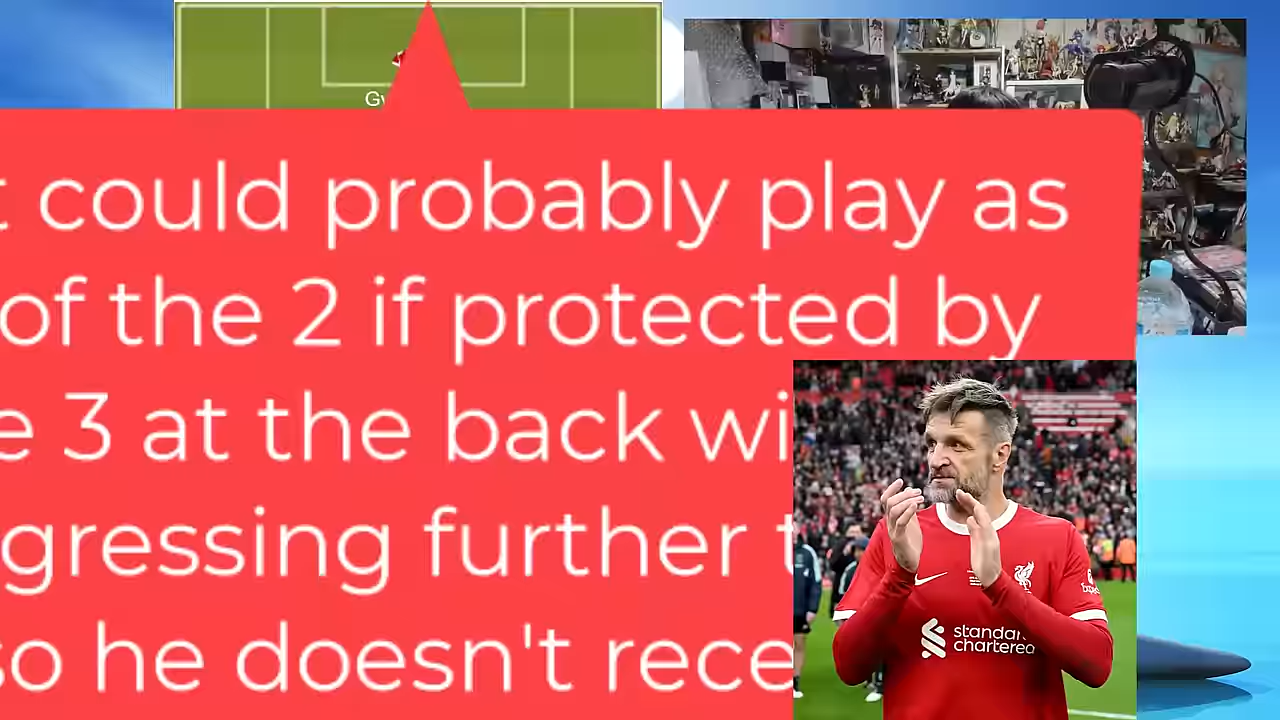 Gv
t could probably play as
of the 2 if protected by
e 3 at the back wi
gressing further t
so he doesn't rece
standard
chartered